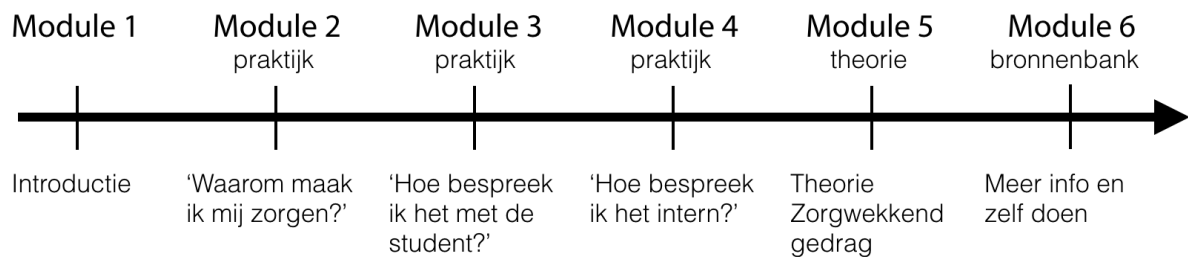 Module 1
Module 2
praktijk
Module 3
praktijk
Module 4
praktijk
Module 5
theorie
Module 6
bronnenbank
Introductie
‘Waarom maak
ik mij zorgen?’
‘Hoe bespreek
ik het met de
student?’
‘Hoe bespreek
ik het intern?’
Theorie
Zorgwekkend
gedrag
Meer info en
zelf doen